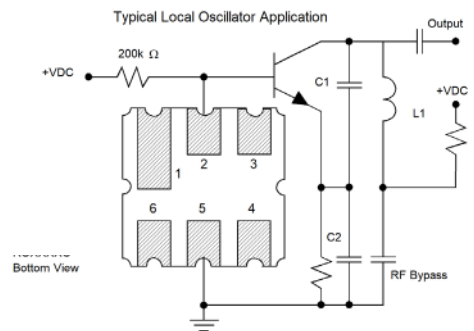 Typical Local Oscillator Application
Output
200k Ω
+VDC
C1
+VDC
L1
2
3
1
6
5
4
C2
Bottom View
RF Bypass